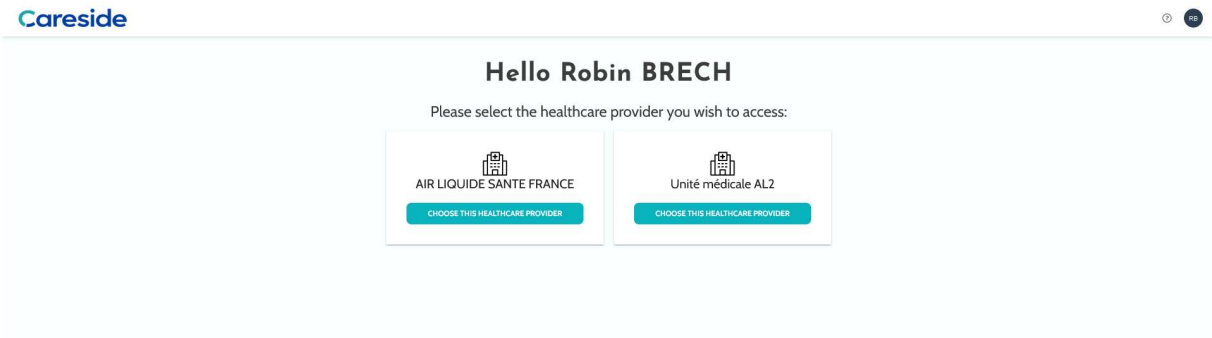 Careside
?
RB
Hello Robin BRECH
Please select the healthcare provider you wish to access:
AIR LIQUIDE SANTE FRANCE
CHOOSE THIS HEALTHCARE PROVIDER
Unité médicale AL2
CHOOSE THIS HEALTHCARE PROVIDER